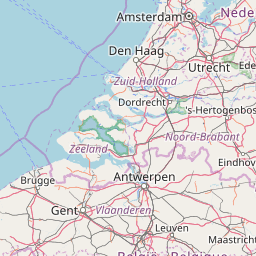 Amsterdam
Nede
Den Haag
Utrecht
Ede
Zuid-Holland
Dordrecht
's-Hertogenbos
Noord-Brabant
Zeeland
Eindhov
Brugge
Antwerpen
Gent
Vlaanderen
Leuven
Maastricht
België / Belgique